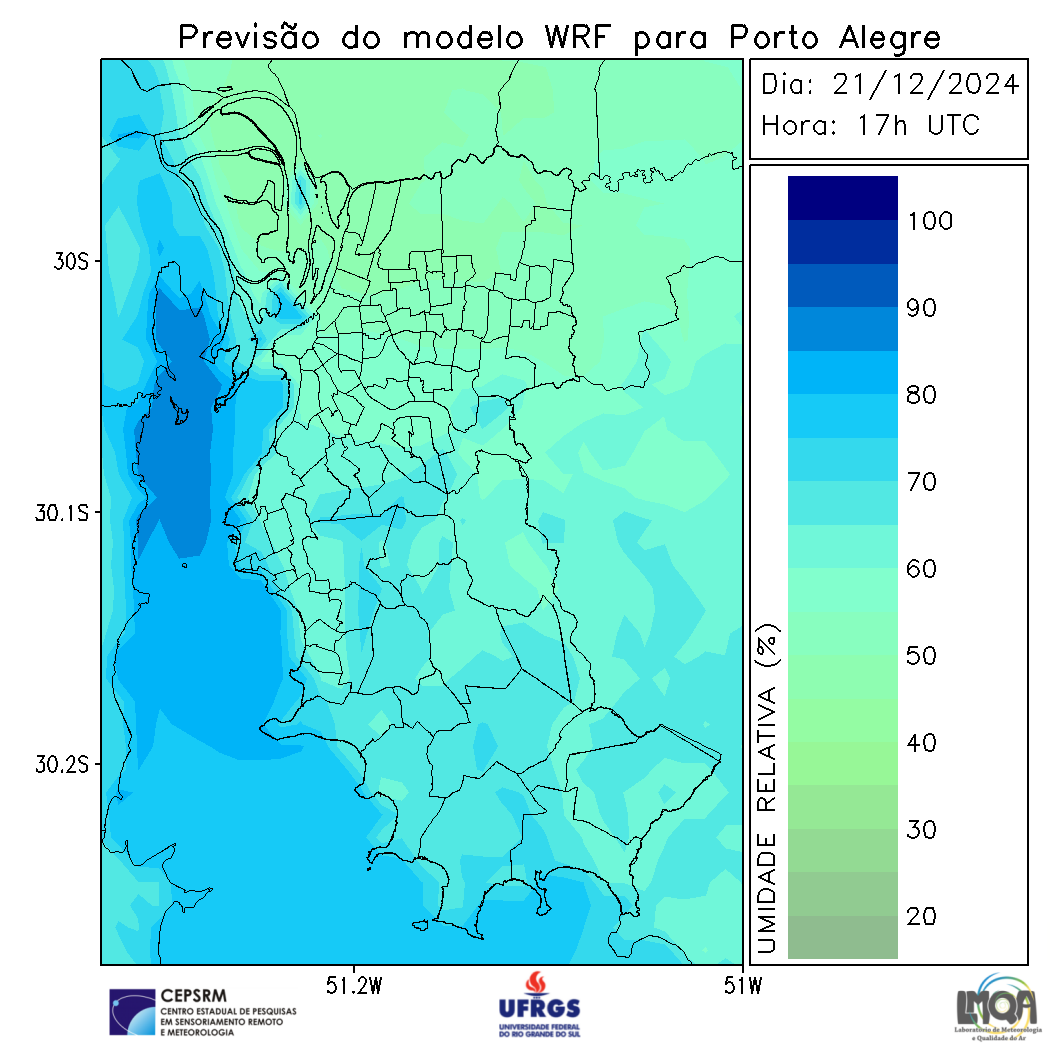 Previsão do modelo WRF para Porto Alegre
Dia: 21/12/2024
Hora: 17h UTC
100
90
80
70
60
50
40
30
20
UMIDADE RELATIVA (%)
30S
30.1S
30.2S
51.2W
51W
CEPSRM
CENTRO ESTADUAL DE PESQUISAS
EM SENSORIAMENTO REMOTO
E METEOROLOGIA
UFRGS
UNIVERSIDADE FEDERAL
DO RIO GRANDE DO SUL
LMQA
Laboratório de Meteorologia
e Qualidade do Ar